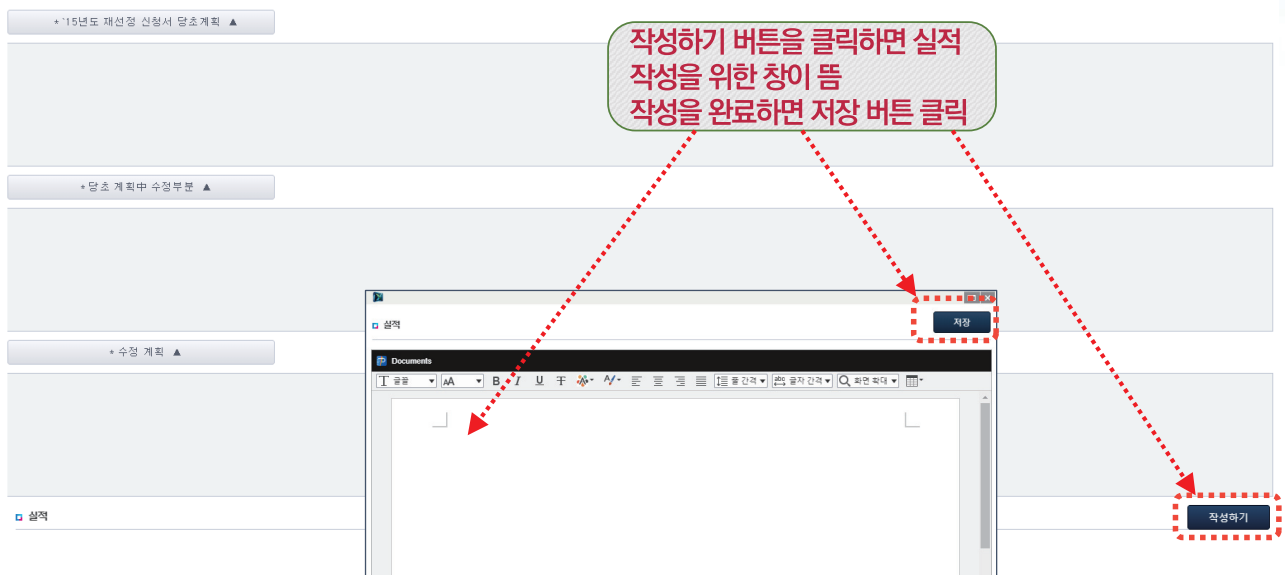 * '15년도 재선정 신청서 당초계획 ▲
작성하기 버튼을 클릭하면 실적
작성을 위한 창이 뜸
작성을 완료하면 저장 버튼 클릭
* 당초 계획中 수정부분 ▲
* 수정 계획 ▲
실적
저장
Documents
글꼴 AA B I U 줄 간격 글자 간격 화면 확대
실적
작성하기